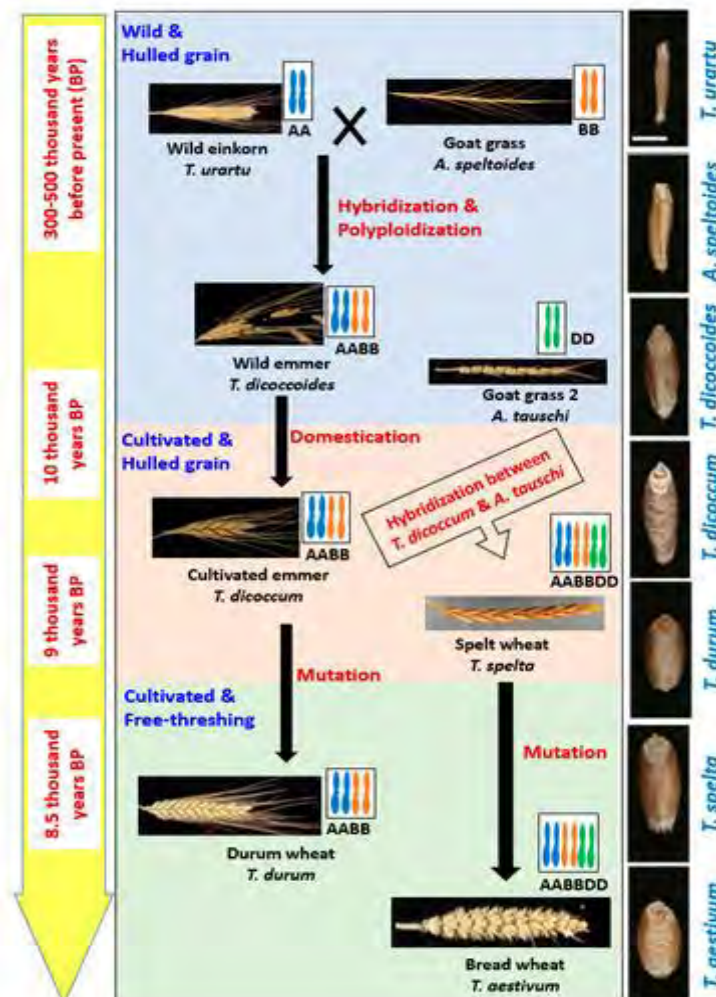 300-500 thousand years
before present (BP)
10 thousand
years BP
9 thousand
years BP
8.5 thousand
years BP
Wild &
Hulled grain
AA
BB
Wild einkorn
T. urartu
Goat grass
A. speltoides
Hybridization &
Polyploidization
AABB
Wild emmer
T. dicoccoides
DD
Goat grass 2
A. tauschi
Domestication
Cultivated &
Hulled grain
Hybridization between
T. dicoccum & A. tauschi
AABB
Cultivated emmer
T. dicoccum
AABBDD
Spelt wheat
T. spelta
Mutation
Cultivated &
Free-threshing
Mutation
AABB
Durum wheat
T. durum
AABBDD
Bread wheat
T. aestivum
T. urartu
A. speltoides
T. dicoccoides
T. dicoccum
T. durum
T. spelta
T. aestivum